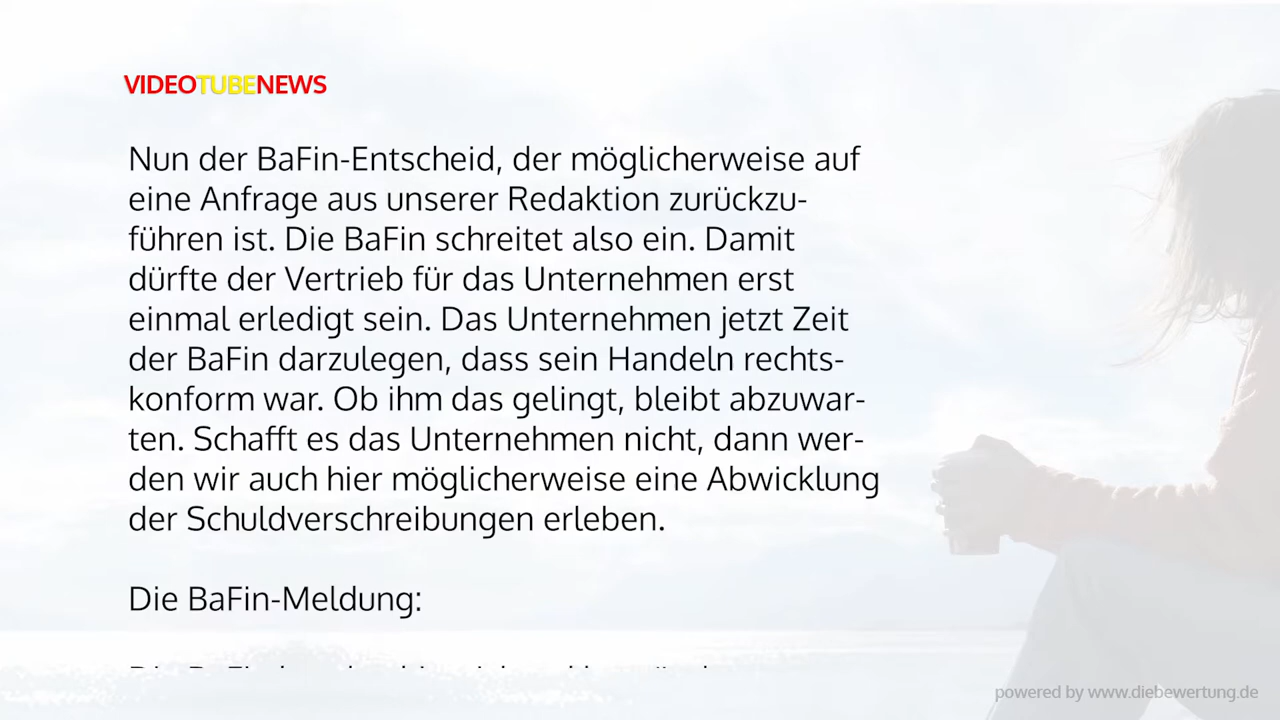 VIDEOTUBENEWS
Nun der BaFin-Entscheid, der möglicherweise auf
eine Anfrage aus unserer Redaktion zurückzu-
führen ist. Die BaFin schreitet also ein. Damit
dürfte der Vertrieb für das Unternehmen erst
einmal erledigt sein. Das Unternehmen jetzt Zeit
der BaFin darzulegen, dass sein Handeln rechts-
konform war. Ob ihm das gelingt, bleibt abzuwar-
ten. Schafft es das Unternehmen nicht, dann wer-
den wir auch hier möglicherweise eine Abwicklung
der Schuldverschreibungen erleben.
Die BaFin-Meldung:
powered by www.diebewertung.de